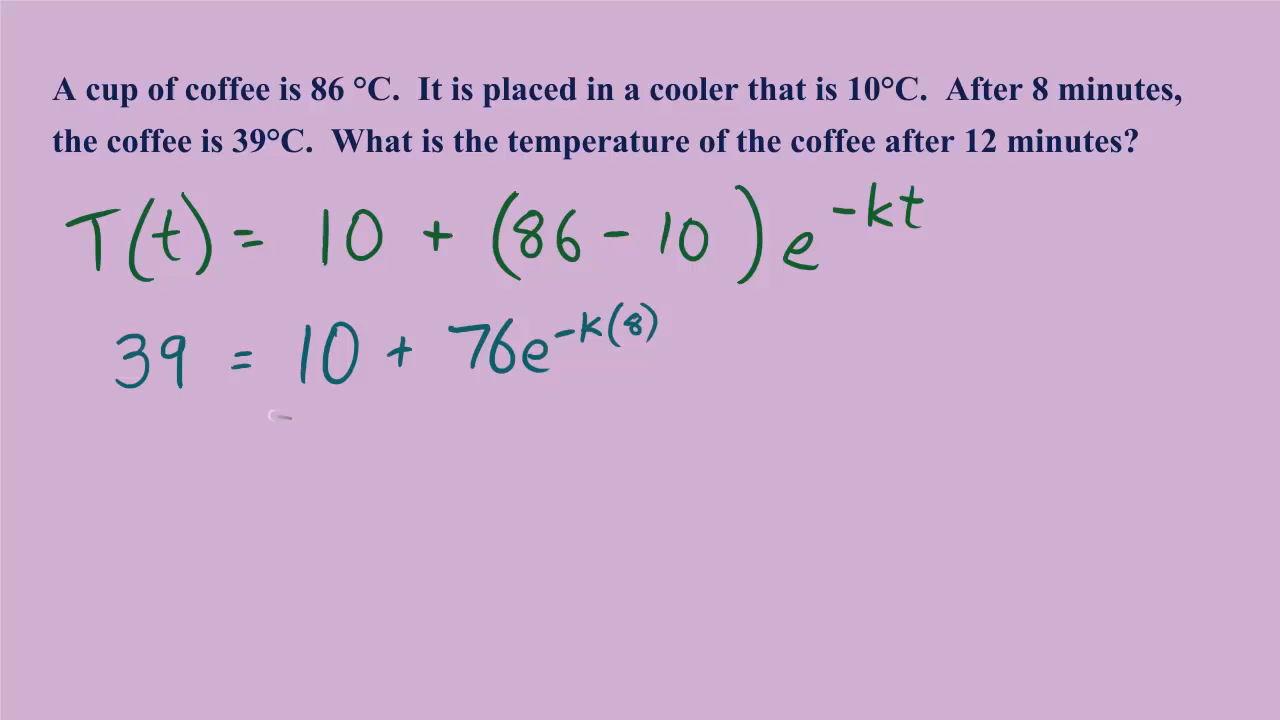 A cup of coffee is 86 °C. It is placed in a cooler that is 10°C. After 8 minutes,
the coffee is 39°C. What is the temperature of the coffee after 12 minutes?
T(t) = 10 + (86 - 10) e^{-kt}
39 = 10 + 76e^{-k(8)}